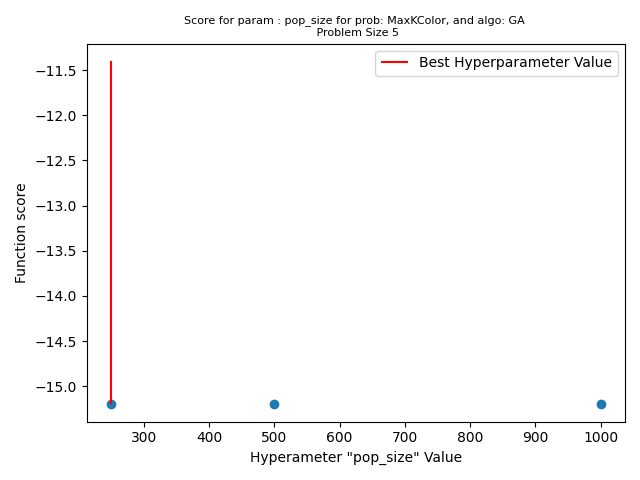 Score for param : pop_size for prob: MaxKColor, and algo: GA
Problem Size 5
Best Hyperparameter Value
Function score
−11.5
−12.0
−12.5
−13.0
−13.5
−14.0
−14.5
−15.0
300 400 500 600 700 800 900 1000
Hyperameter "pop_size" Value